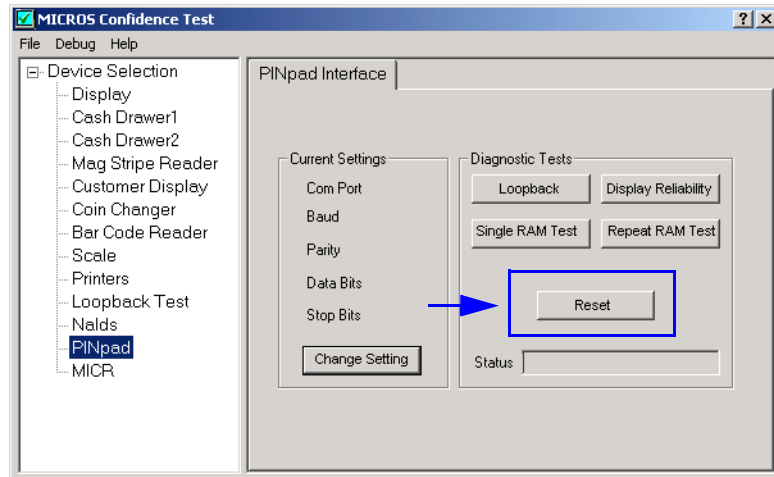 MICROS Confidence Test
File Debug Help
Device Selection
Display
Cash Drawer1
Cash Drawer2
Mag Stripe Reader
Customer Display
Coin Changer
Bar Code Reader
Scale
Printers
Loopback Test
Nalds
PINpad
MICR
PINpad Interface
Current Settings
Com Port
Baud
Parity
Data Bits
Stop Bits
Change Setting
Diagnostic Tests
Loopback
Display Reliability
Single RAM Test
Repeat RAM Test
Reset
Status